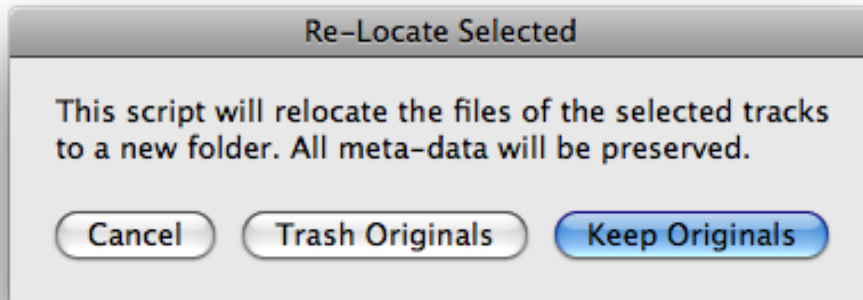 Re-Locate Selected
This script will relocate the files of the selected tracks
to a new folder. All meta-data will be preserved.
Cancel
Trash Originals
Keep Originals